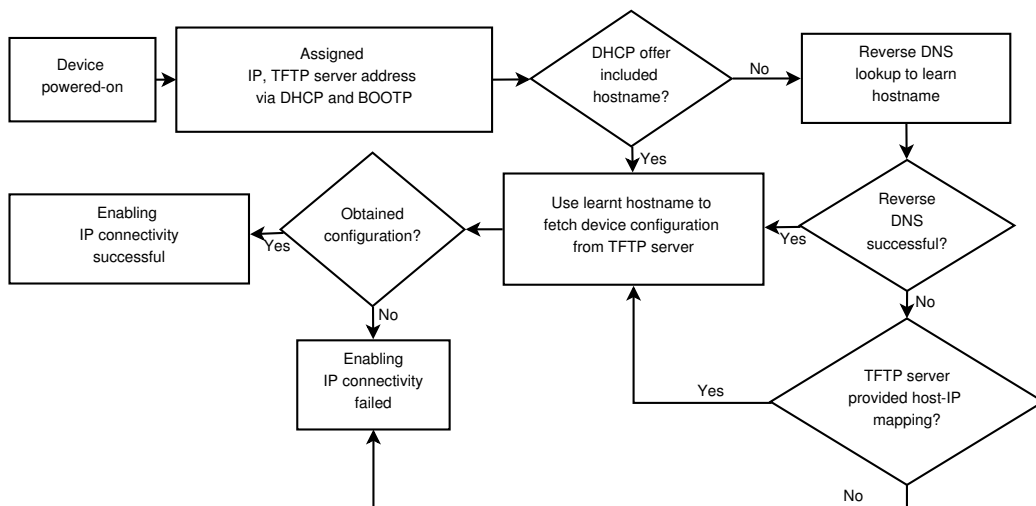 Device
powered-on
Assigned
IP, TFTP server address
via DHCP and BOOTP
DHCP offer
included
hostname?
No
Reverse DNS
lookup to learn
hostname
Yes
Enabling
IP connectivity
successful
Yes
Obtained
configuration?
Use learnt hostname to
fetch device configuration
from TFTP server
Yes
Reverse
DNS
successful?
No
No
Enabling
IP connectivity
failed
Yes
TFTP server
provided host-IP
mapping?
No